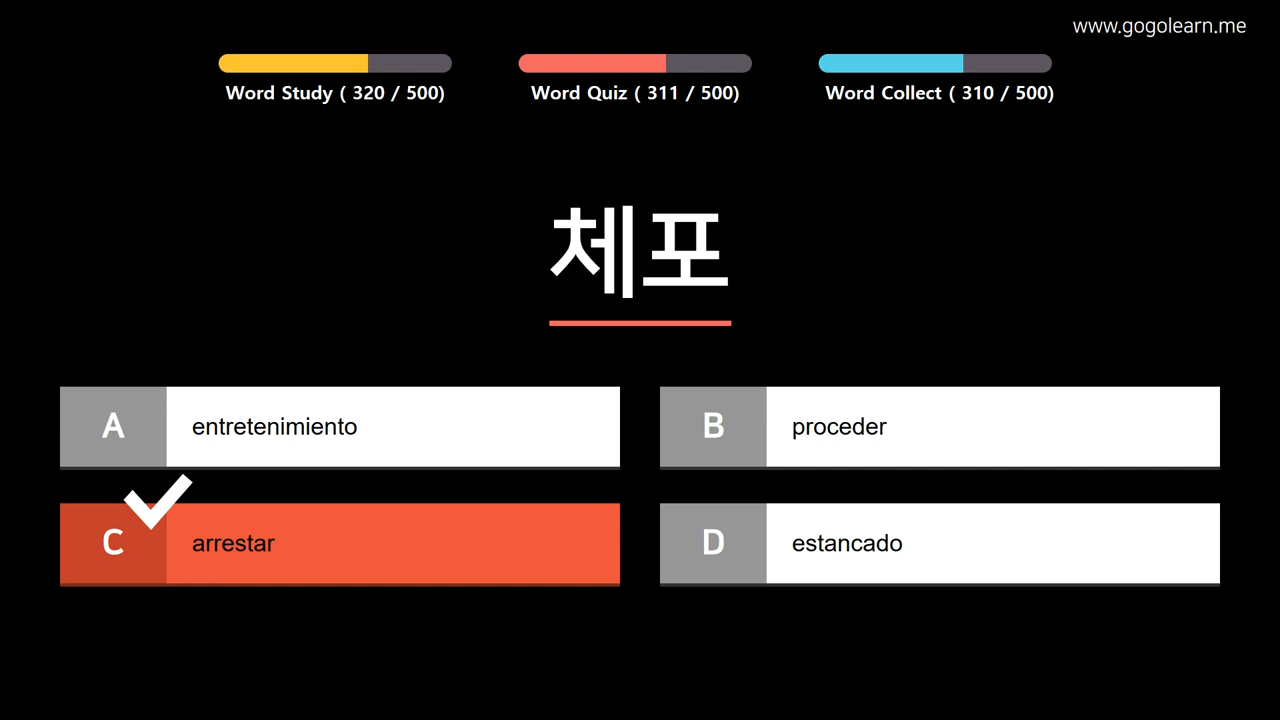 www.gogolearn.me
Word Study ( 320 / 500)
Word Quiz ( 311 / 500)
Word Collect ( 310 / 500)
체포
A entretenimiento
B proceder
C arrestar
D estancado